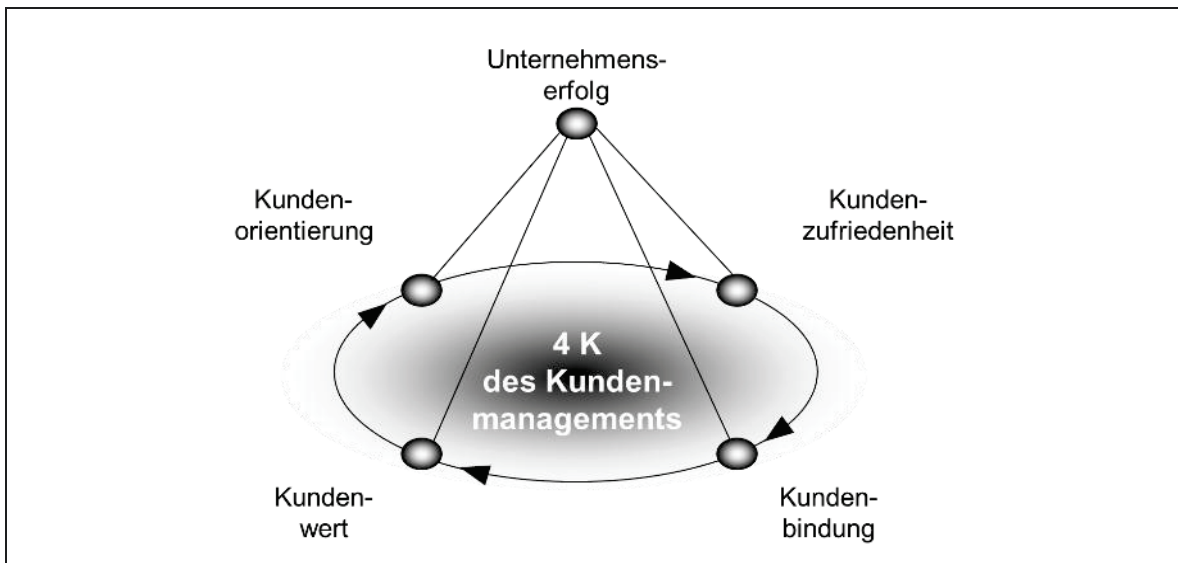 Unternehmens-
erfolg
Kunden-
orientierung
Kunden-
zufriedenheit
4 K
des Kunden-
managements
Kunden-
wert
Kunden-
bindung